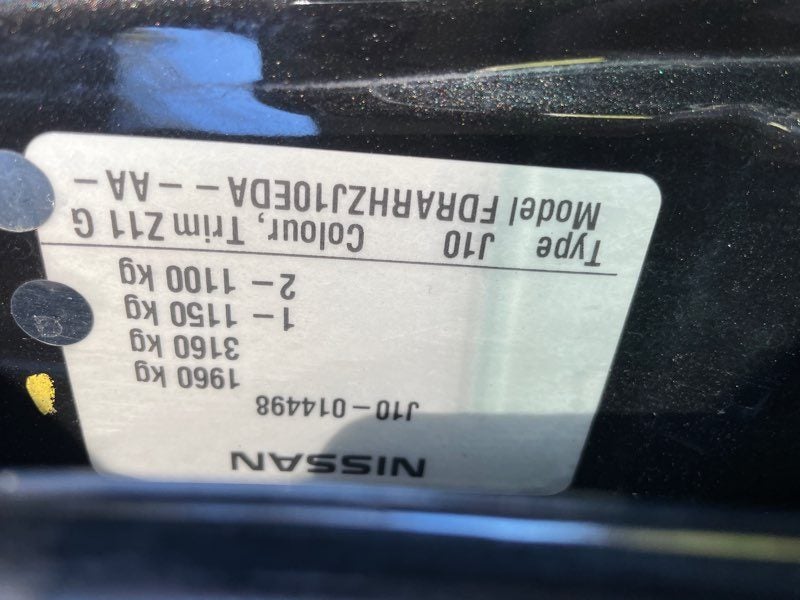 NISSAN
J10-014498
1960 kg
3160 kg
1- 1150 kg
2- 1100 kg
Type J10 Colour, Trim Z11 G
Model FDRARHZJ10EDA - - AA -